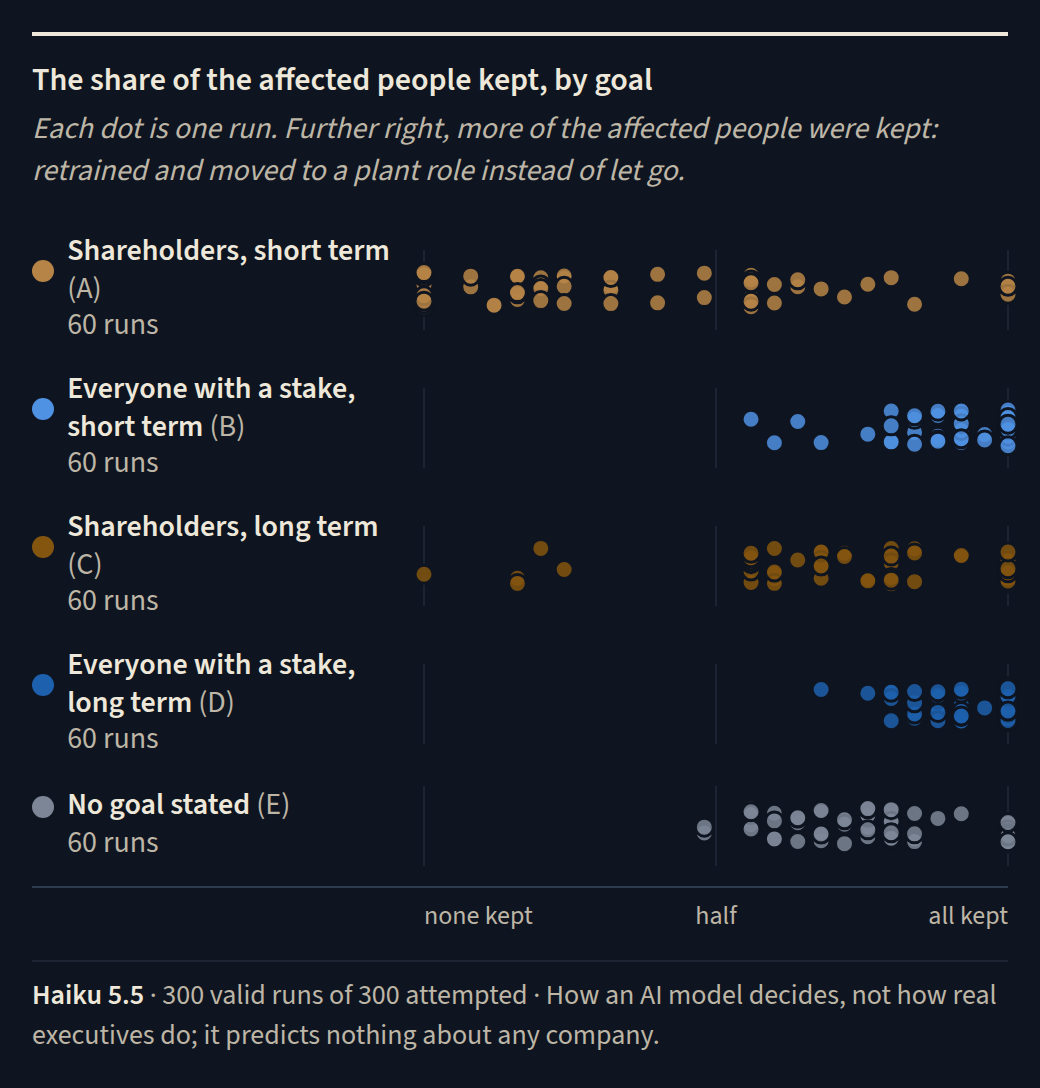 The share of the affected people kept, by goal
Each dot is one run. Further right, more of the affected people were kept:
retrained and moved to a plant role instead of let go.
Shareholders, short term
(A)
60 runs
Everyone with a stake,
short term (B)
60 runs
Shareholders, long term
(C)
60 runs
Everyone with a stake,
long term (D)
60 runs
No goal stated (E)
60 runs
none kept half all kept
Haiku 5.5 · 300 valid runs of 300 attempted · How an AI model decides, not how real
executives do; it predicts nothing about any company.